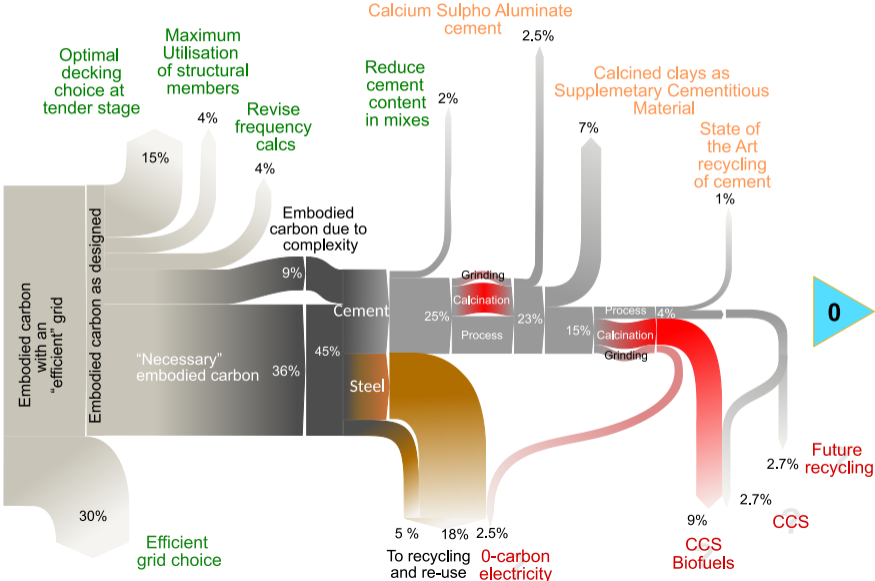 Calcium Sulpho Aluminate
cement
2.5%
Maximum
Utilisation
of structural
members
4%
Optimal
decking
choice at
tender stage
15%
Revise
frequency
calcs
4%
Reduce
cement
content
in mixes
2%
Calcined clays as
Supplemetary Cementitious
Material
7%
State of
the Art
recycling
of cement
1%
Embodied carbon
with an
"efficient" grid
Embodied carbon as designed
Embodied
carbon due to
complexity
9%
"Necessary"
embodied carbon
36%
45%
Cement
Steel
25%
Grinding
Calcination
Process
23%
15%
Process
Calcination
Grinding
4%
0
30%
Efficient
grid choice
5 %
18%
To recycling
and re-use
2.5%
0-carbon
electricity
9%
CCS
Biofuels
2.7%
CCS
?
2.7%
Future
recycling